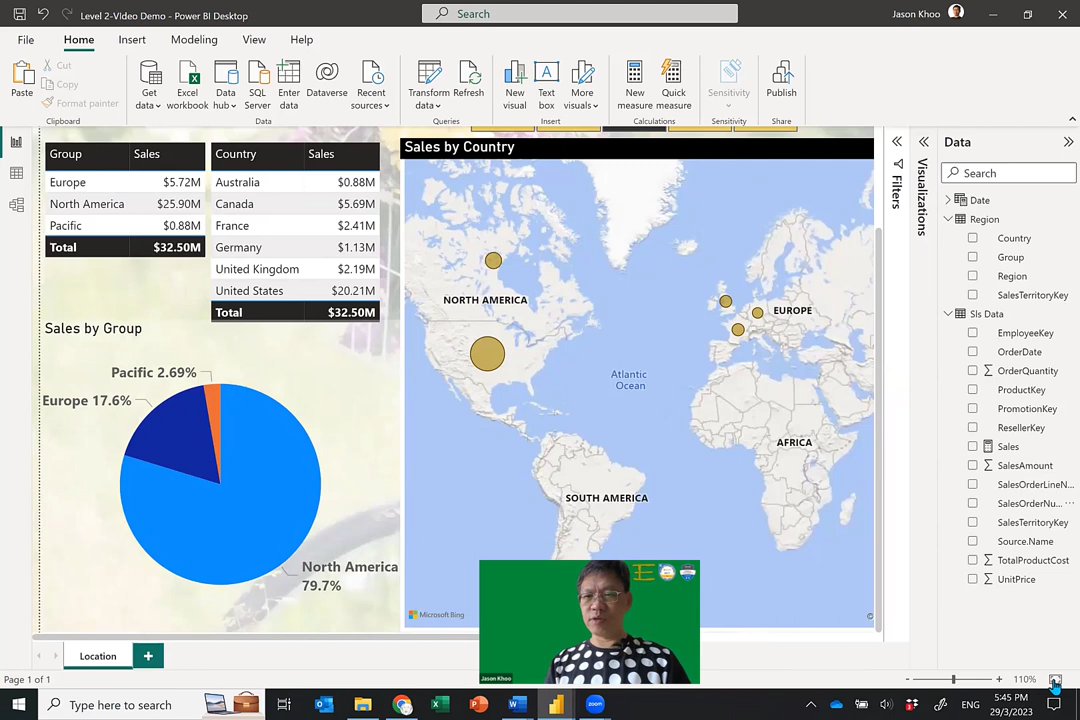 Level 2-Video Demo - Power BI Desktop
Search
Jason Khoo
File
Home
Insert
Modeling
View
Help
Paste
Cut
Copy
Format painter
Get data
Excel workbook
Data hub
SQL Server
Enter data
Dataverse
Recent sources
Transform data
Refresh
New visual
Text box
More visuals
New measure
Quick measure
Sensitivity
Publish
Clipboard
Data
Queries
Insert
Calculations
Sensitivity
Share
Group Sales
Europe $5.72M
North America $25.90M
Pacific $0.88M
Total $32.50M
Country Sales
Australia $0.88M
Canada $5.69M
France $2.41M
Germany $1.13M
United Kingdom $2.19M
United States $20.21M
Total $32.50M
Sales by Group
Pacific 2.69%
Europe 17.6%
North America
79.7%
Sales by Country
NORTH AMERICA
EUROPE
Atlantic
Ocean
AFRICA
SOUTH AMERICA
Microsoft Bing
©
Jason Khoo
Filters
Visualizations
Data
Search
Date
Region
Country
Group
Region
SalesTerritoryKey
Sls Data
EmployeeKey
OrderDate
OrderQuantity
ProductKey
PromotionKey
ResellerKey
Sales
SalesAmount
SalesOrderLineN...
SalesOrderNu...
SalesTerritoryKey
Source.Name
TotalProductCost
UnitPrice
Location
Page 1 of 1
110%
Type here to search
ENG
5:45 PM
29/3/2023